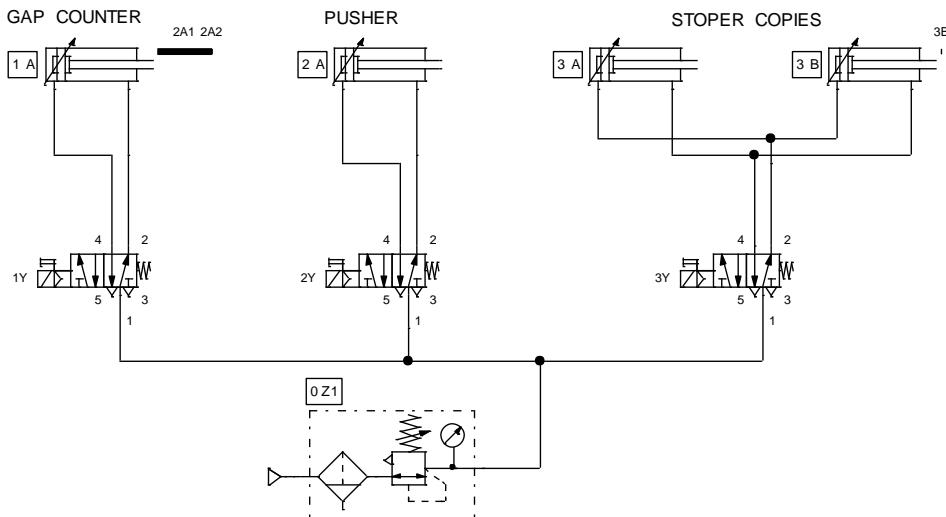 GAP COUNTER PUSHER STOPER COPIES
2A1 2A2 3B
1 A 2 A 3 A 3 B
4 2 4 2 4 2
1Y 2Y 3Y
5 3 5 3 5 3
1 1 1
0 Z1